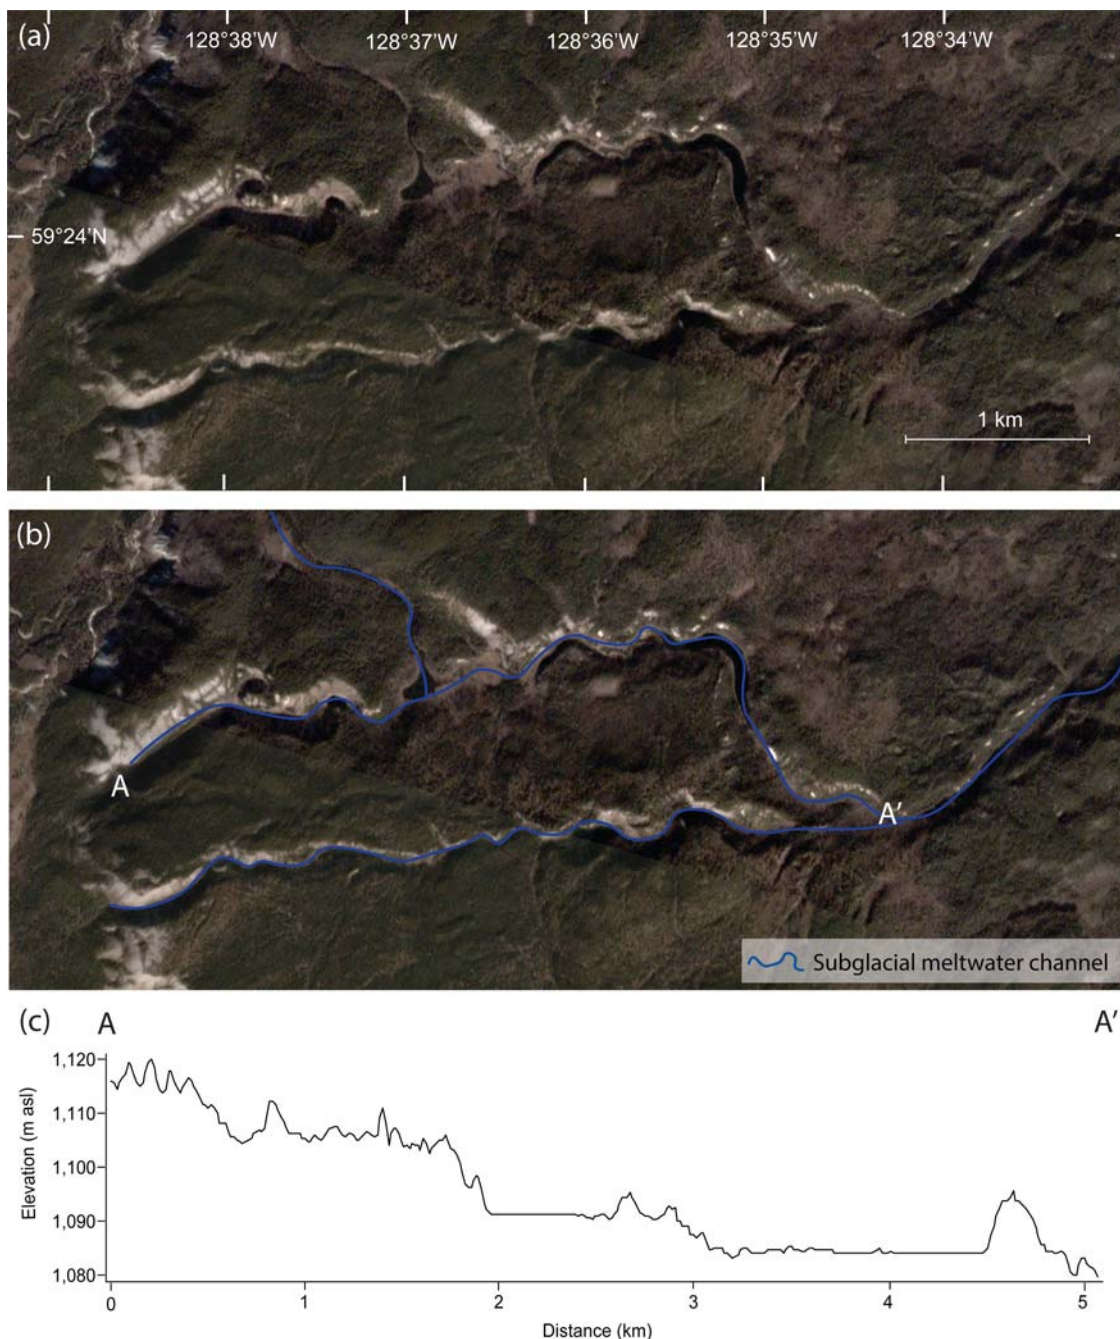 (a)
128°38'W 128°37'W 128°36'W 128°35'W 128°34'W
59°24'N
1 km
(b)
A
A'
Subglacial meltwater channel
(c) A A'
Elevation (m asl)
1,120
1,110
1,100
1,090
1,080
0 1 2 3 4 5
Distance (km)